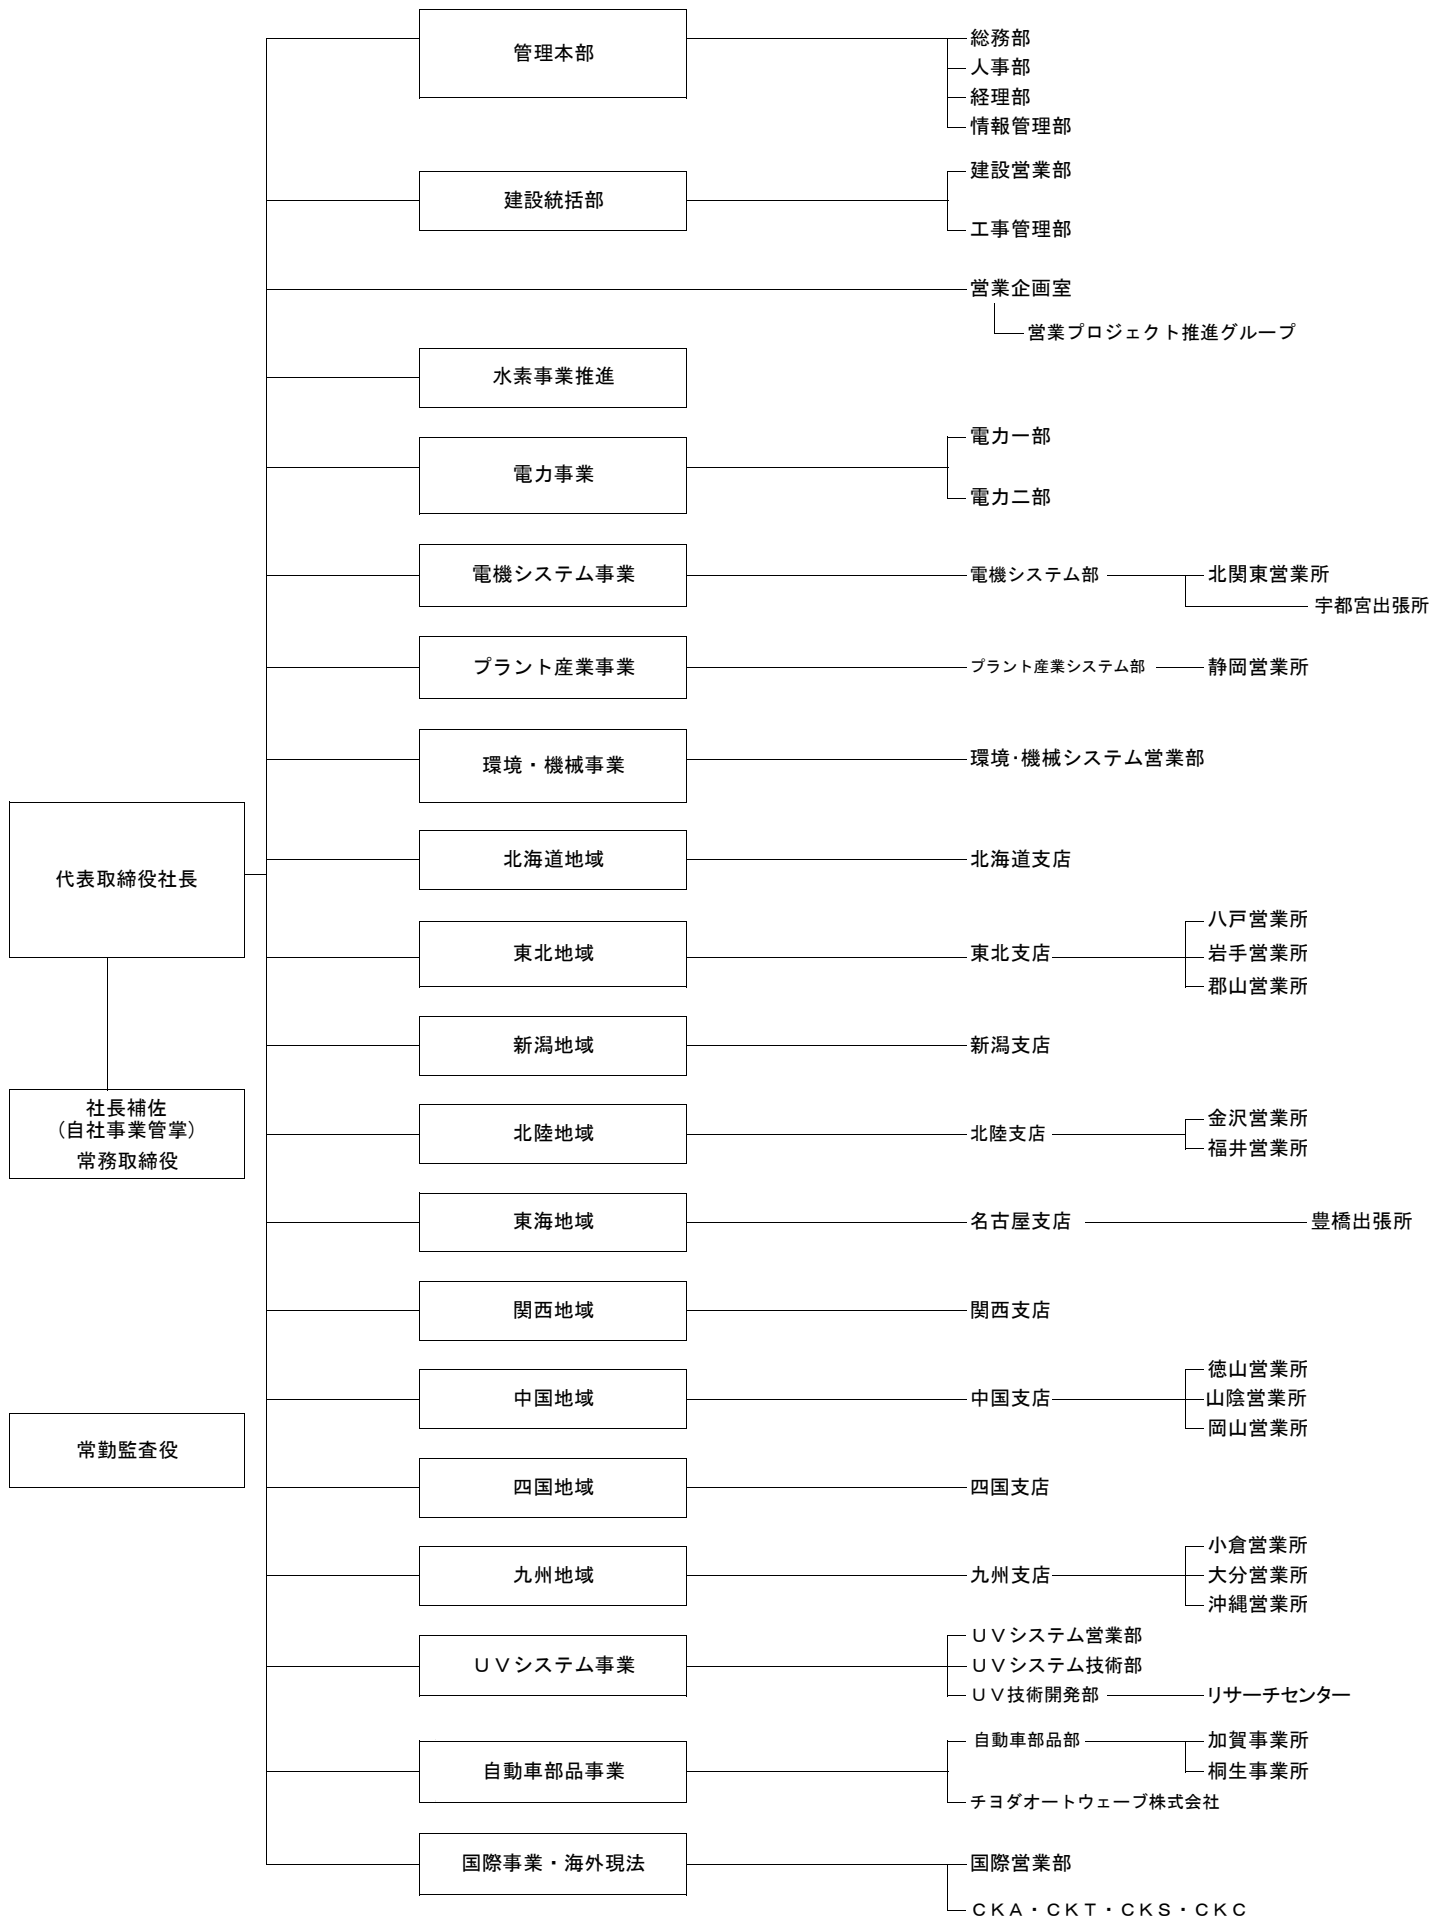 管理本部
総務部
人事部
経理部
情報管理部
建設統括部
建設営業部
工事管理部
営業企画室
営業プロジェクト推進グループ
水素事業推進
電力事業
電力一部
電力二部
電機システム事業
電機システム部
北関東営業所
宇都宮出張所
プラント産業事業
プラント産業システム部
静岡営業所
環境・機械事業
環境･機械システム営業部
代表取締役社長
北海道地域
北海道支店
東北地域
東北支店
八戸営業所
岩手営業所
郡山営業所
新潟地域
新潟支店
社長補佐
(自社事業管掌)
常務取締役
北陸地域
北陸支店
金沢営業所
福井営業所
東海地域
名古屋支店
豊橋出張所
関西地域
関西支店
中国地域
中国支店
徳山営業所
山陰営業所
岡山営業所
常勤監査役
四国地域
四国支店
九州地域
九州支店
小倉営業所
大分営業所
沖縄営業所
ＵＶシステム事業
ＵＶシステム営業部
ＵＶシステム技術部
ＵＶ技術開発部
リサーチセンター
自動車部品事業
自動車部品部
加賀事業所
桐生事業所
チヨダオートウェーブ株式会社
国際事業・海外現法
国際営業部
ＣＫＡ・ＣＫＴ・ＣＫＳ・ＣＫＣ